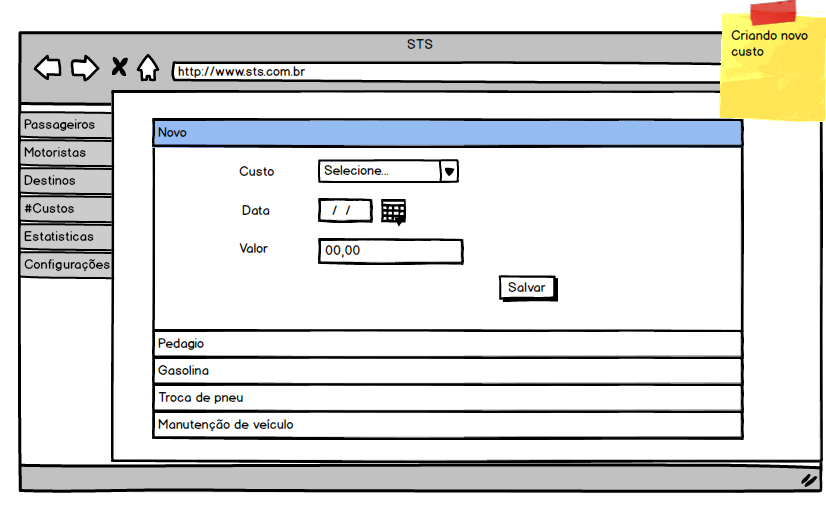 STS
Criando novo
custo
http://www.sts.com.br
Passageiros
Motoristas
Destinos
#Custos
Estatisticas
Configurações
Novo
Custo
Selecione...
Data
/ /
Valor
00,00
Salvar
Pedagio
Gasolina
Troca de pneu
Manutenção de veículo